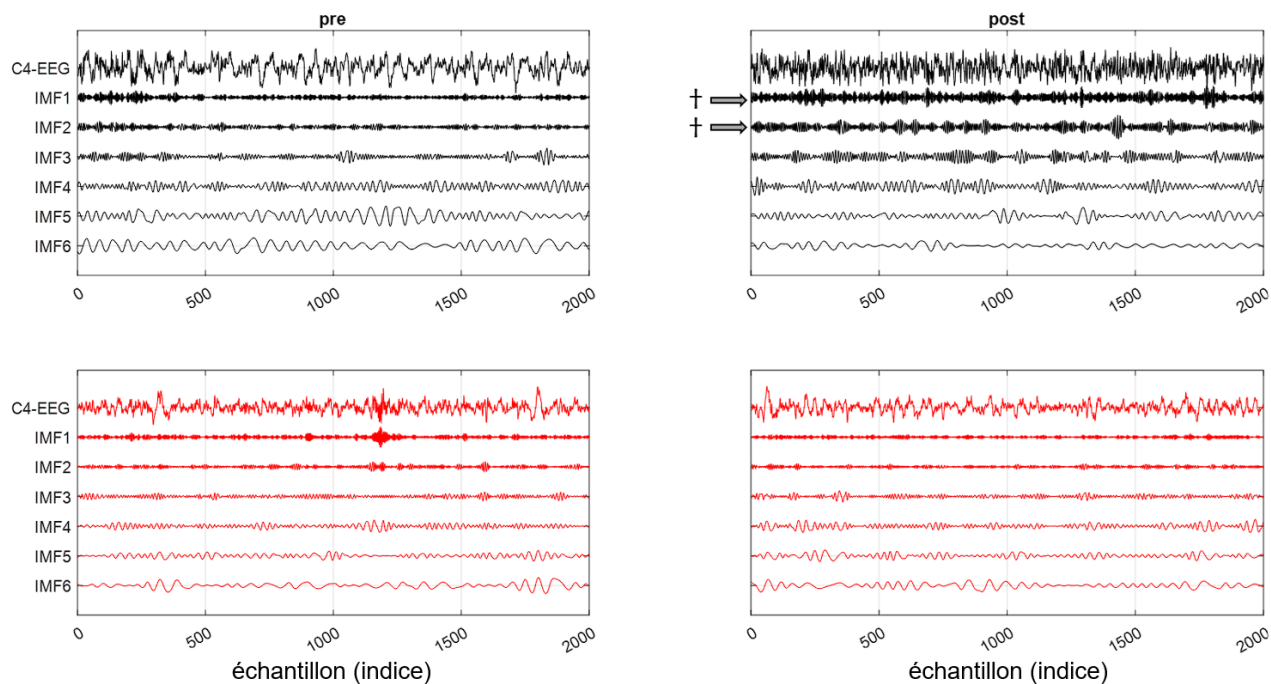 pre
post
C4-EEG
IMF1
IMF2
IMF3
IMF4
IMF5
IMF6
†
†
0 500 1000 1500 2000
0 500 1000 1500 2000
C4-EEG
IMF1
IMF2
IMF3
IMF4
IMF5
IMF6
0 500 1000 1500 2000
0 500 1000 1500 2000
échantillon (indice)
échantillon (indice)